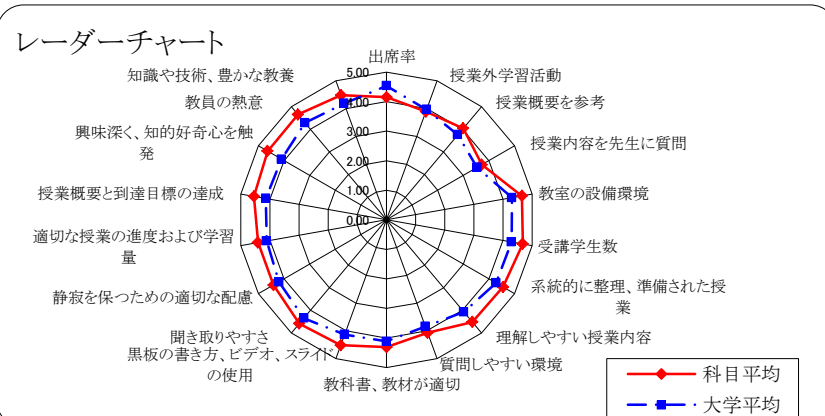 レーダーチャート
出席率
授業外学習活動
授業概要を参考
授業内容を先生に質問
教室の設備環境
受講学生数
系統的に整理、準備された授
業
理解しやすい授業内容
質問しやすい環境
教科書、教材が適切
黒板の書き方、ビデオ、スライド
の使用
聞き取りやすさ
静寂を保つための適切な配慮
適切な授業の進度および学習
量
授業概要と到達目標の達成
興味深く、知的好奇心を触
発
教員の熱意
知識や技術、豊かな教養
5.00
4.00
3.00
2.00
1.00
0.00
科目平均
大学平均